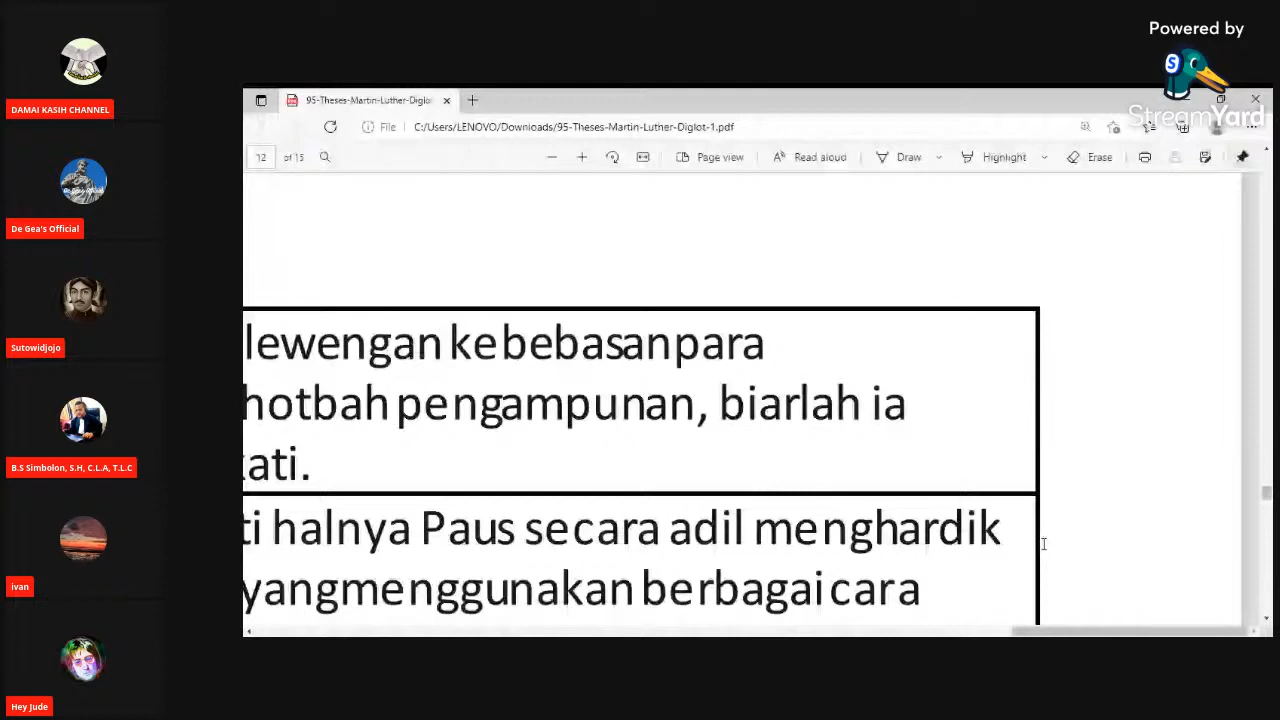 Powered by
StreamYard
DAMAI KASIH CHANNEL
De Gea's Official
Sutowidjojo
B.S Simbolon, S.H, C.L.A, T.L.C
ivan
Hey Jude
95-Theses-Martin-Luther-Diglot
File C:/Users/LENOVO/Downloads/95-Theses-Martin-Luther-Diglot-1.pdf
12 of 15 Page view Read aloud Draw Highlight Erase
lewengan kebebasanpara
hotbah pengampunan, biarlah ia
kati.
ti halnya Paus secara adil menghardik
yangmenggunakan berbagai cara